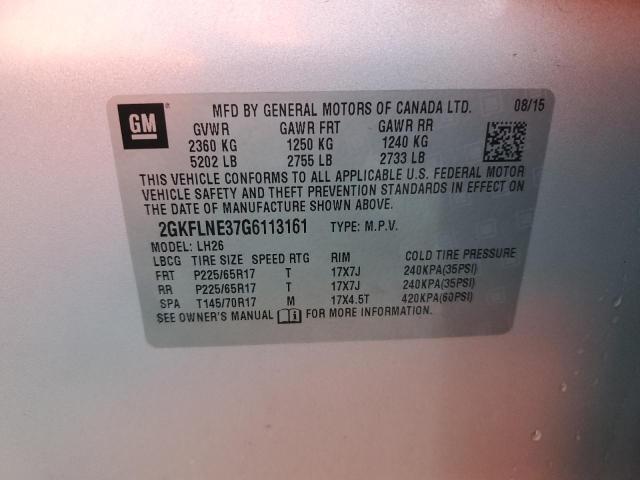 GM ® MFD BY GENERAL MOTORS OF CANADA LTD. 08/15
GVWR GAWR FRT GAWR RR
2360 KG 1250 KG 1240 KG
5202 LB 2755 LB 2733 LB
THIS VEHICLE CONFORMS TO ALL APPLICABLE U.S. FEDERAL MOTOR
VEHICLE SAFETY AND THEFT PREVENTION STANDARDS IN EFFECT ON
THE DATE OF MANUFACTURE SHOWN ABOVE.
2GKFLNE37G6113161 TYPE: M.P.V.
MODEL: LH26
LBCG TIRE SIZE SPEED RTG RIM COLD TIRE PRESSURE
FRT P225/65R17 T 17X7J 240KPA(35PSI)
RR P225/65R17 T 17X7J 240KPA(35PSI)
SPA T145/70R17 M 17X4.5T 420KPA(60PSI)
SEE OWNER'S MANUAL FOR MORE INFORMATION.